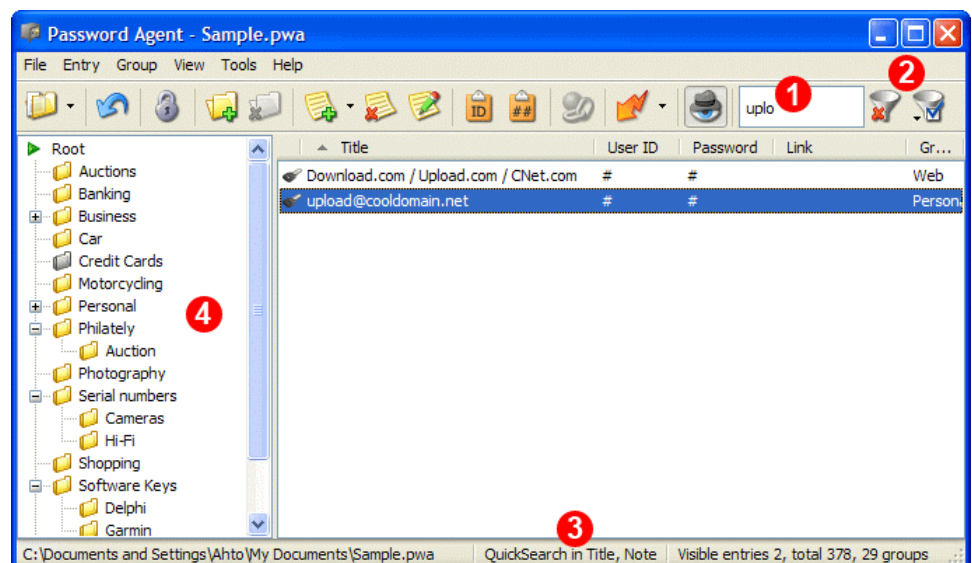 Password Agent - Sample.pwa
File Entry Group View Tools Help
ID ## uplo 1 2
Root
Auctions
Banking
Business
Car
Credit Cards
Motorcycling
Personal
4
Philately
Auction
Photography
Serial numbers
Cameras
Hi-Fi
Shopping
Software Keys
Delphi
Garmin
Title User ID Password Link Gr...
Download.com / Upload.com / CNet.com # # Web
upload@cooldomain.net # # Person
3
C:\Documents and Settings\Ahto\My Documents\Sample.pwa QuickSearch in Title, Note Visible entries 2, total 378, 29 groups